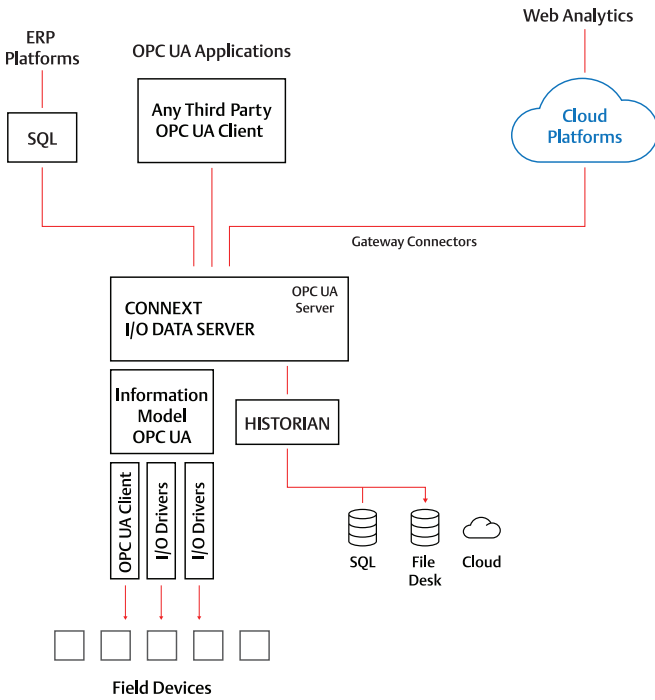 Web Analytics
ERP
Platforms
OPC UA Applications
Any Third Party
OPC UA Client
SQL
Cloud
Platforms
Gateway Connectors
OPC UA
Server
CONNEXT
I/O DATA SERVER
Information
Model
OPC UA
HISTORIAN
OPC UA Client
I/O Drivers
I/O Drivers
SQL
File
Desk
Cloud
Field Devices